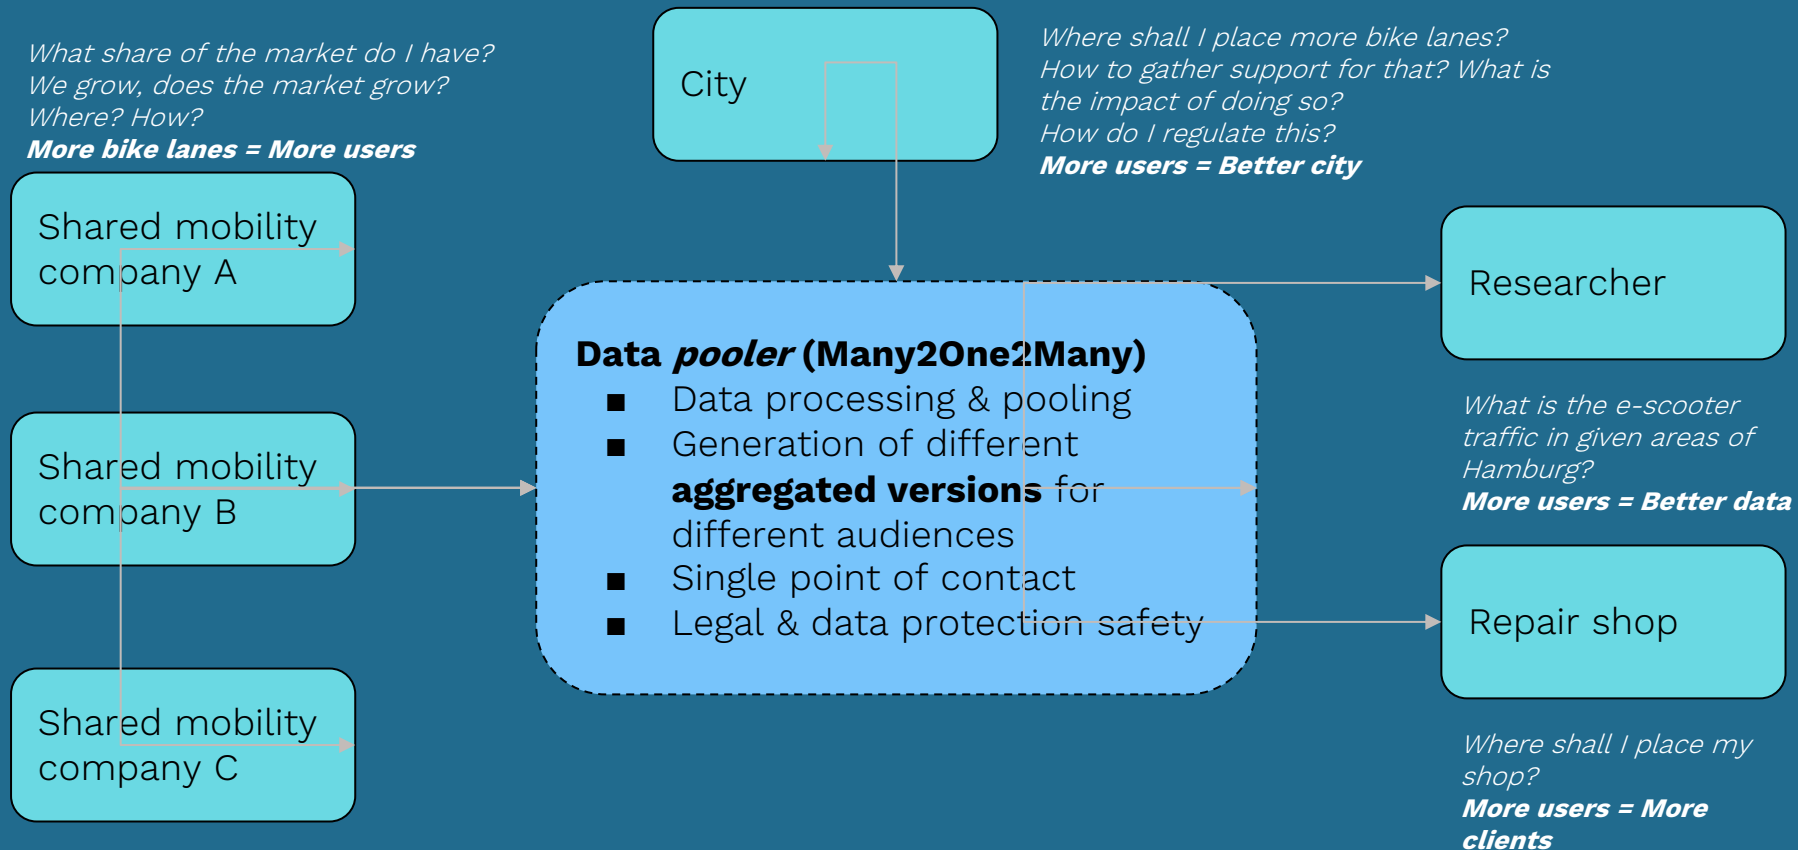 What share of the market do I have?
We grow, does the market grow?
Where? How?
More bike lanes = More users
City
Where shall I place more bike lanes?
How to gather support for that? What is
the impact of doing so?
How do I regulate this?
More users = Better city
Shared mobility
company A
Shared mobility
company B
Shared mobility
company C
Data pooler (Many2One2Many)
■ Data processing & pooling
■ Generation of different
aggregated versions for
different audiences
■ Single point of contact
■ Legal & data protection safety
Researcher
What is the e-scooter
traffic in given areas of
Hamburg?
More users = Better data
Repair shop
Where shall I place my
shop?
More users = More
clients